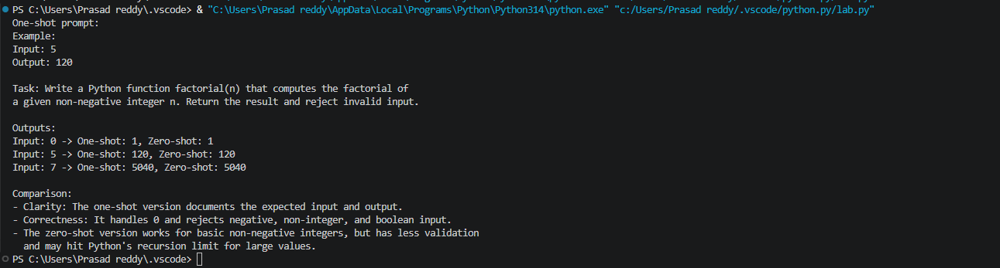 PS C:\Users\Prasad reddy\.vscode> & "C:\Users\Prasad reddy\AppData\Local\Programs\Python\Python314\python.exe" "c:/Users/Prasad reddy/.vscode/python.py/lab.py"
One-shot prompt:
Example:
Input: 5
Output: 120
Task: Write a Python function factorial(n) that computes the factorial of
a given non-negative integer n. Return the result and reject invalid input.
Outputs:
Input: 0 -> One-shot: 1, Zero-shot: 1
Input: 5 -> One-shot: 120, Zero-shot: 120
Input: 7 -> One-shot: 5040, Zero-shot: 5040
Comparison:
- Clarity: The one-shot version documents the expected input and output.
- Correctness: It handles 0 and rejects negative, non-integer, and boolean input.
- The zero-shot version works for basic non-negative integers, but has less validation
and may hit Python's recursion limit for large values.
PS C:\Users\Prasad reddy\.vscode>